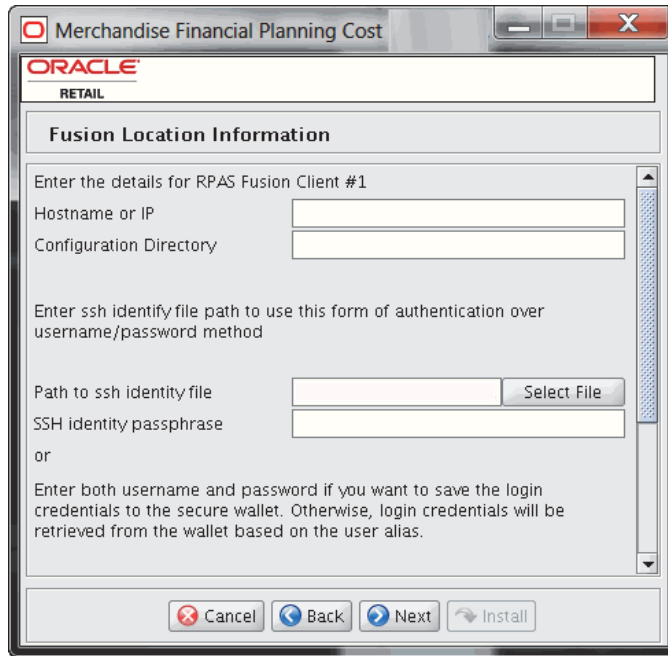 Merchandise Financial Planning Cost
ORACLE
RETAIL
Fusion Location Information
Enter the details for RPAS Fusion Client #1
Hostname or IP
Configuration Directory
Enter ssh identify file path to use this form of authentication over
username/password method
Path to ssh identity file
Select File
SSH identity passphrase
or
Enter both username and password if you want to save the login
credentials to the secure wallet. Otherwise, login credentials will be
retrieved from the wallet based on the user alias.
Cancel
Back
Next
Install